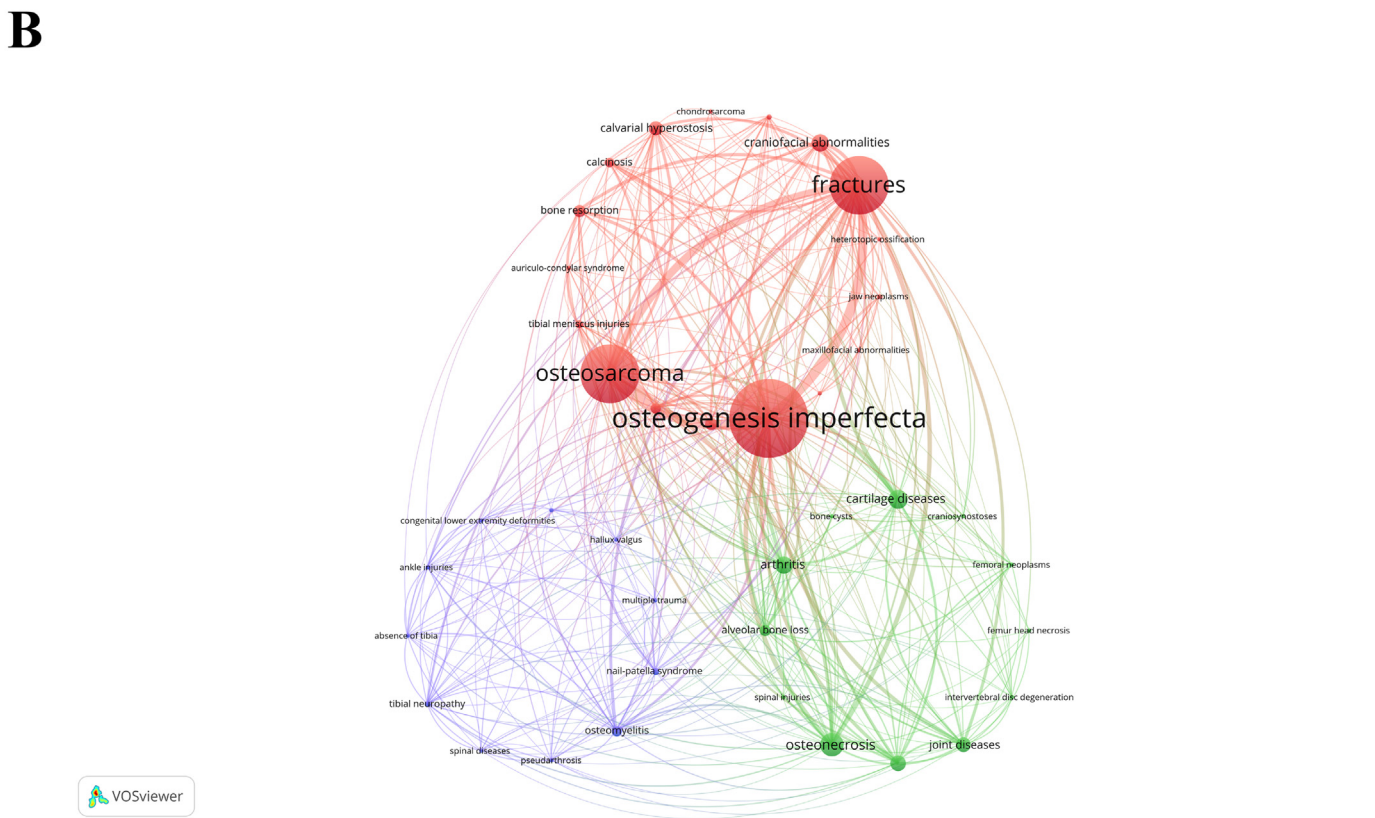 B
chondrosarcoma
calvarial hyperostosis
craniofacial abnormalities
calcinosis
fractures
bone resorption
heterotopic ossification
auriculo-condylar syndrome
jaw neoplasms
tibial meniscus injuries
maxillofacial abnormalities
osteosarcoma
osteogenesis imperfecta
cartilage diseases
bone cysts
craniosynostoses
congenital lower extremity deformities
hallux valgus
arthritis
femoral neoplasms
ankle injuries
multiple trauma
alveolar bone loss
femur head necrosis
absence of tibia
nail-patella syndrome
spinal injuries
intervertebral disc degeneration
tibial neuropathy
osteomyelitis
osteonecrosis
joint diseases
spinal diseases
pseudarthrosis
VOSviewer